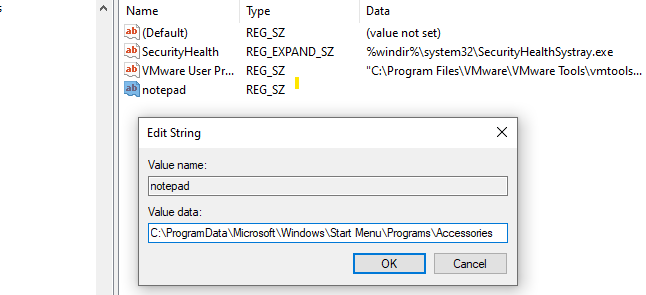 Name Type Data
(Default) REG_SZ (value not set)
SecurityHealth REG_EXPAND_SZ %windir%\system32\SecurityHealthSystray.exe
VMware User Pr... REG_SZ "C:\Program Files\VMware\VMware Tools\vmtools...
notepad REG_SZ
Edit String
Value name:
notepad
Value data:
C:\ProgramData\Microsoft\Windows\Start Menu\Programs\Accessories
OK Cancel